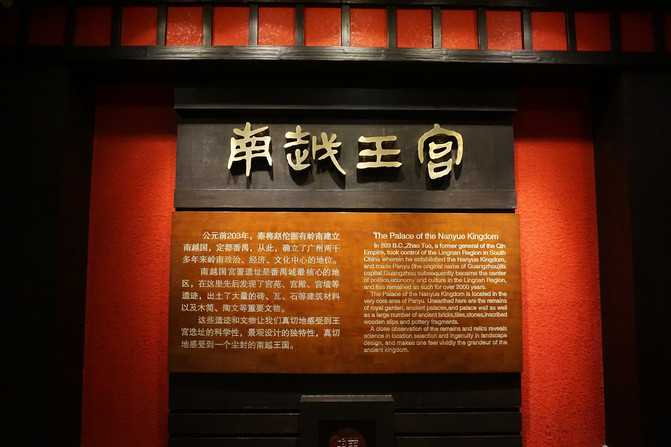 南越王宫
公元前203年，秦将赵佗据有岭南建立
南越国，定都番禺，从此，确立了广州两千
多年来岭南政治、经济、文化中心的地位。
南越国宫署遗址是番禺城最核心的地
区，在这里先后发现了宫苑、宫殿、宫墙等
遗迹，出土了大量的砖、瓦、石等建筑材料
以及木简、陶文等重要文物。
这些遗迹和文物让我们真切地感受到王
宫选址的科学性，景观设计的独特性，真切
地感受到一个尘封的南越王国。
The Palace of the Nanyue Kingdom
In 203 B.C.,Zhao Tuo, a former general of the Qin
Empire, took control of the Lingnan Region in South
China wherein he established the Nanyue Kingdom,
and made Panyu (the original name of Guangzhou)its
capital.Guangzhou subsequently became the center
of politics,economy and culture in the Lingnan Region,
and has remained as such for over 2000 years.
The Palace of the Nanyue Kingdom is located in the
very core area of Panyu. Unearthed here are the remains
of royal garden, ancient palaces,and palace wall as well
as a large number of ancient bricks,tiles,stones,inscribed
wooden slips and pottery fragments.
A close observation of the remains and relics reveals
science in location selection and ingenuity in landscape
design, and makes one feel vividly the grandeur of the
ancient kingdom.